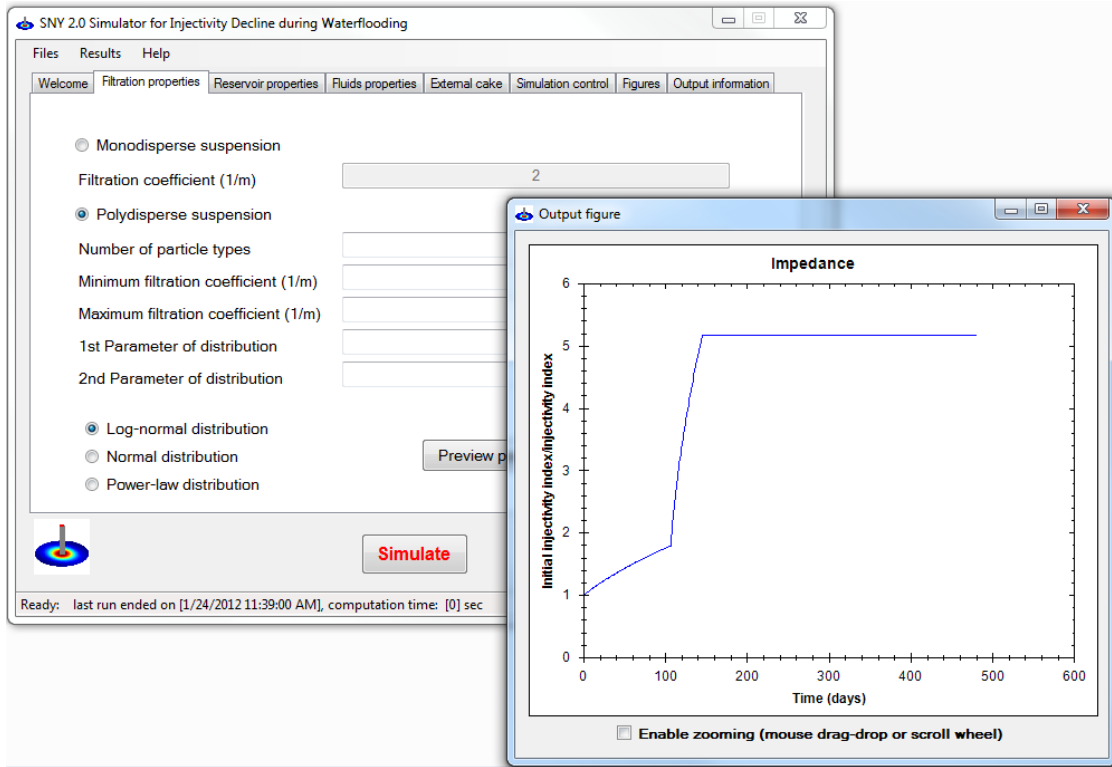 SNY 2.0 Simulator for Injectivity Decline during Waterflooding
Files Results Help
Welcome Filtration properties Reservoir properties Fluids properties External cake Simulation control Figures Output information
Monodisperse suspension
Filtration coefficient (1/m) 2
Polydisperse suspension
Number of particle types
Minimum filtration coefficient (1/m)
Maximum filtration coefficient (1/m)
1st Parameter of distribution
2nd Parameter of distribution
Log-normal distribution
Normal distribution
Power-law distribution
Preview p
Simulate
Ready: last run ended on [1/24/2012 11:39:00 AM], computation time: [0] sec
Output figure
Impedance
Initial injectivity index/injectivity index
6
5
4
3
2
1
0
0 100 200 300 400 500 600
Time (days)
Enable zooming (mouse drag-drop or scroll wheel)